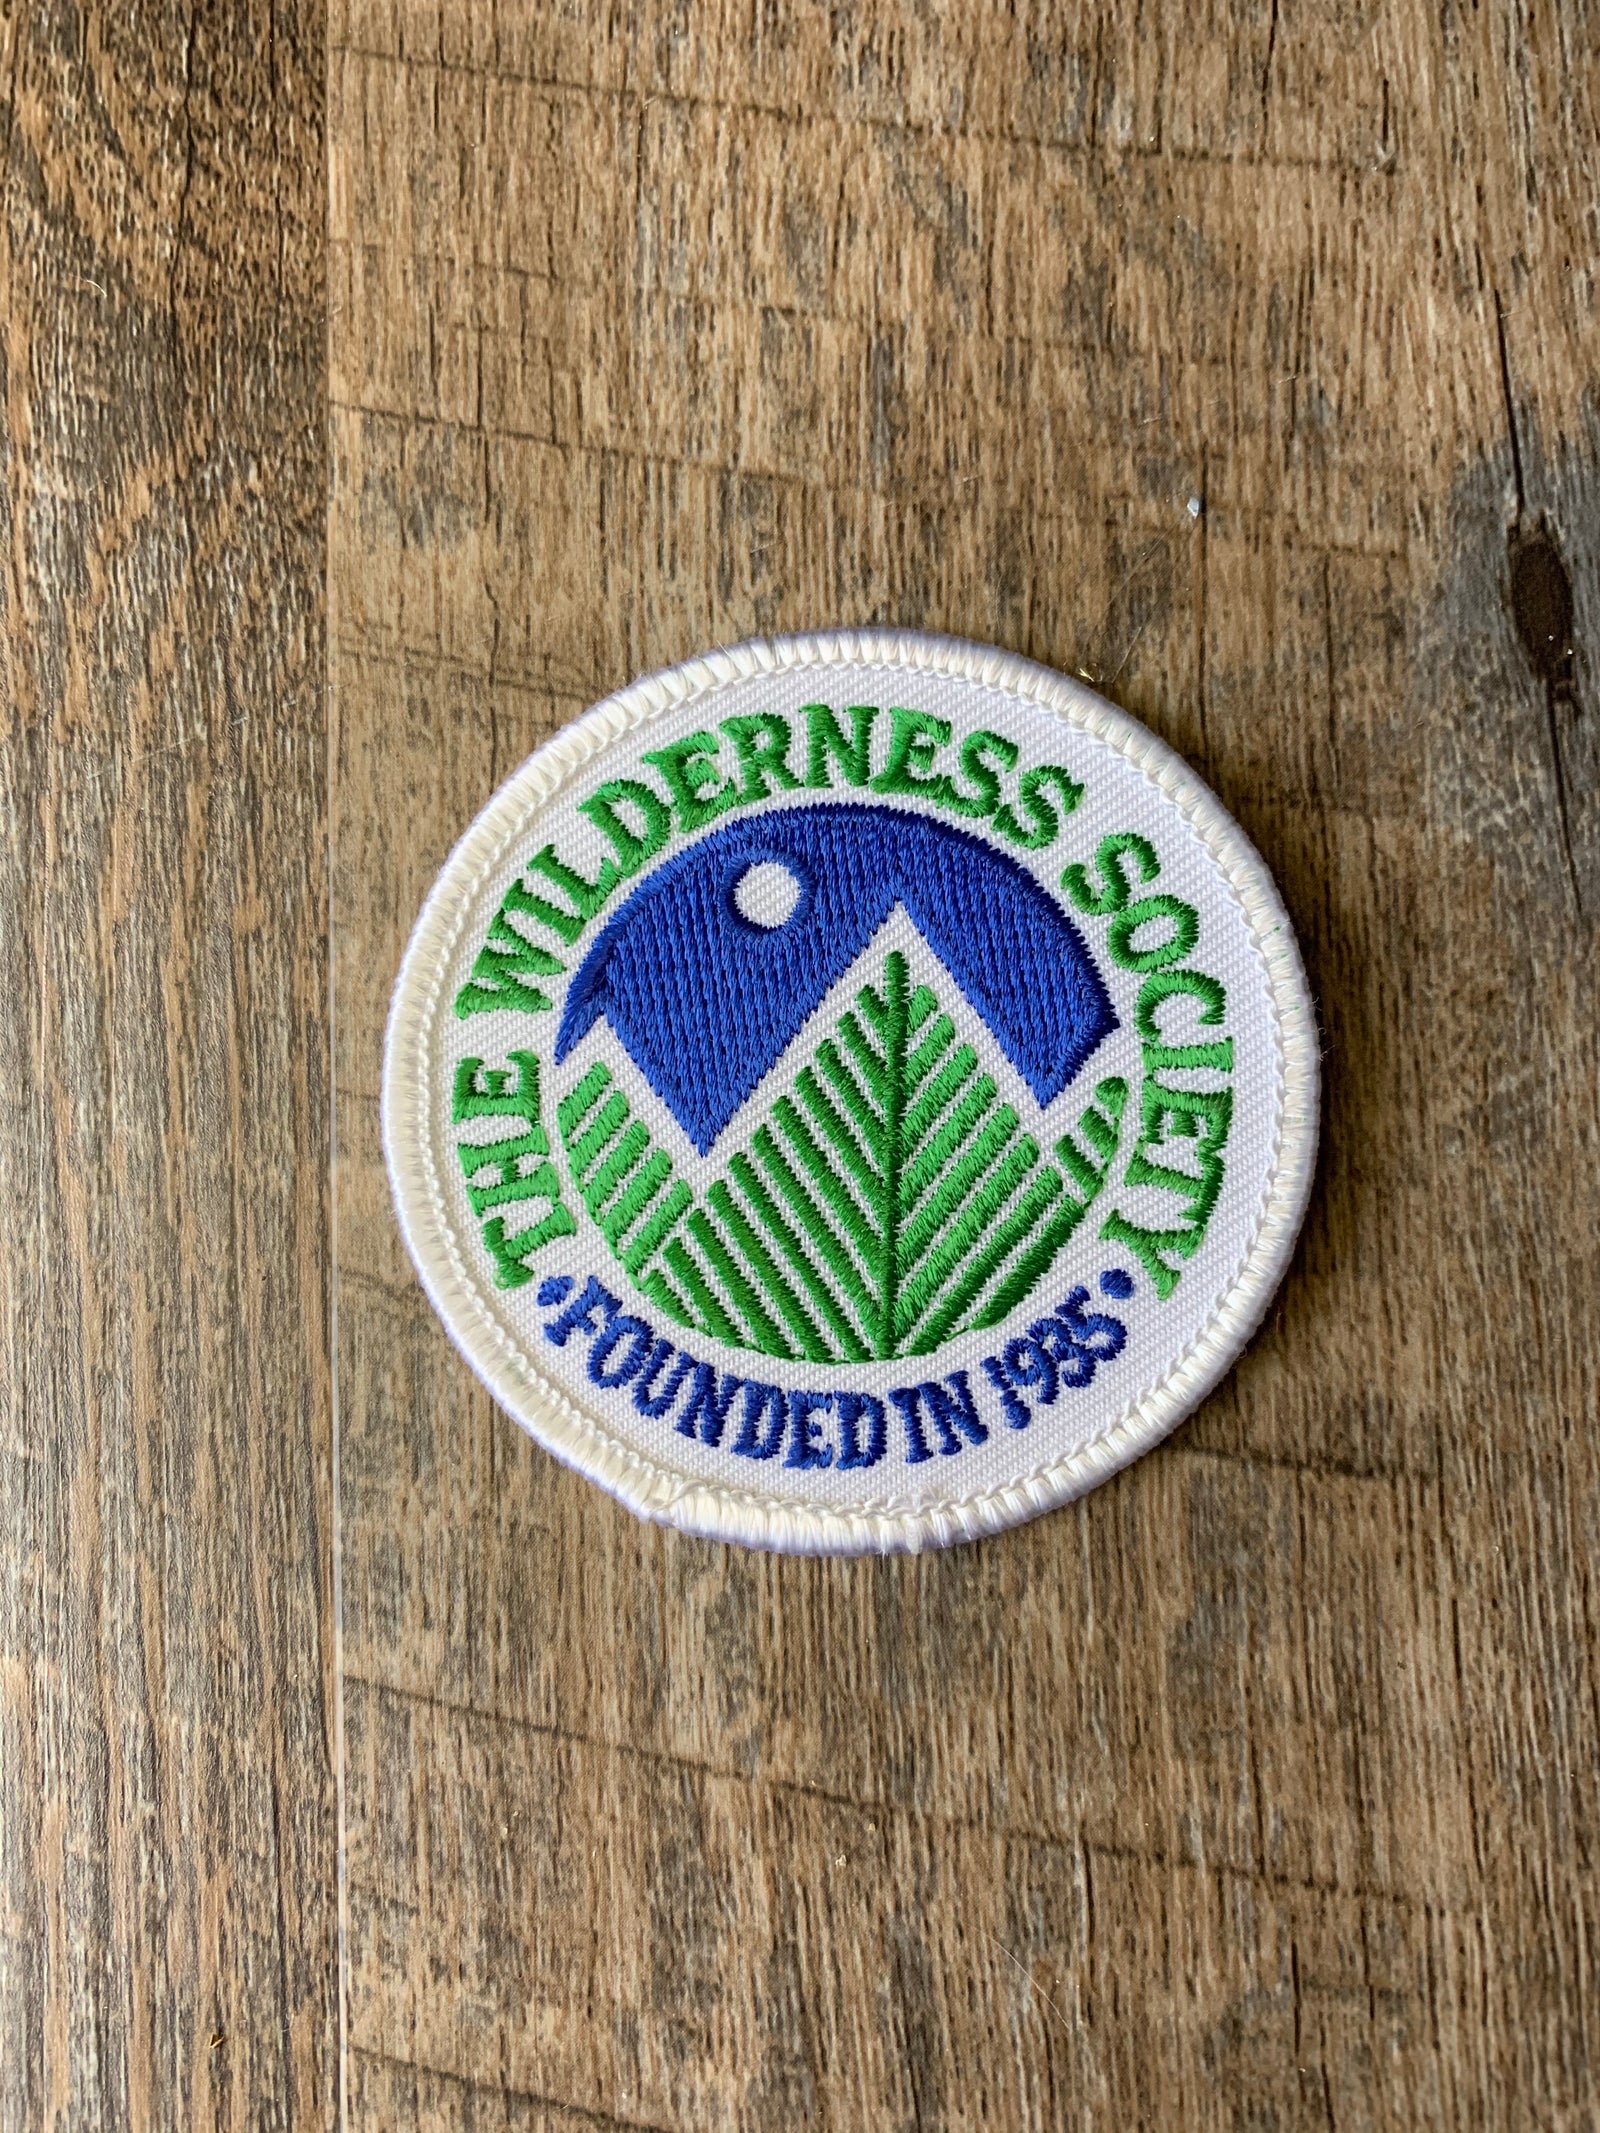 THE WILDERNESS SOCIETY
• FOUNDED IN 1935 •